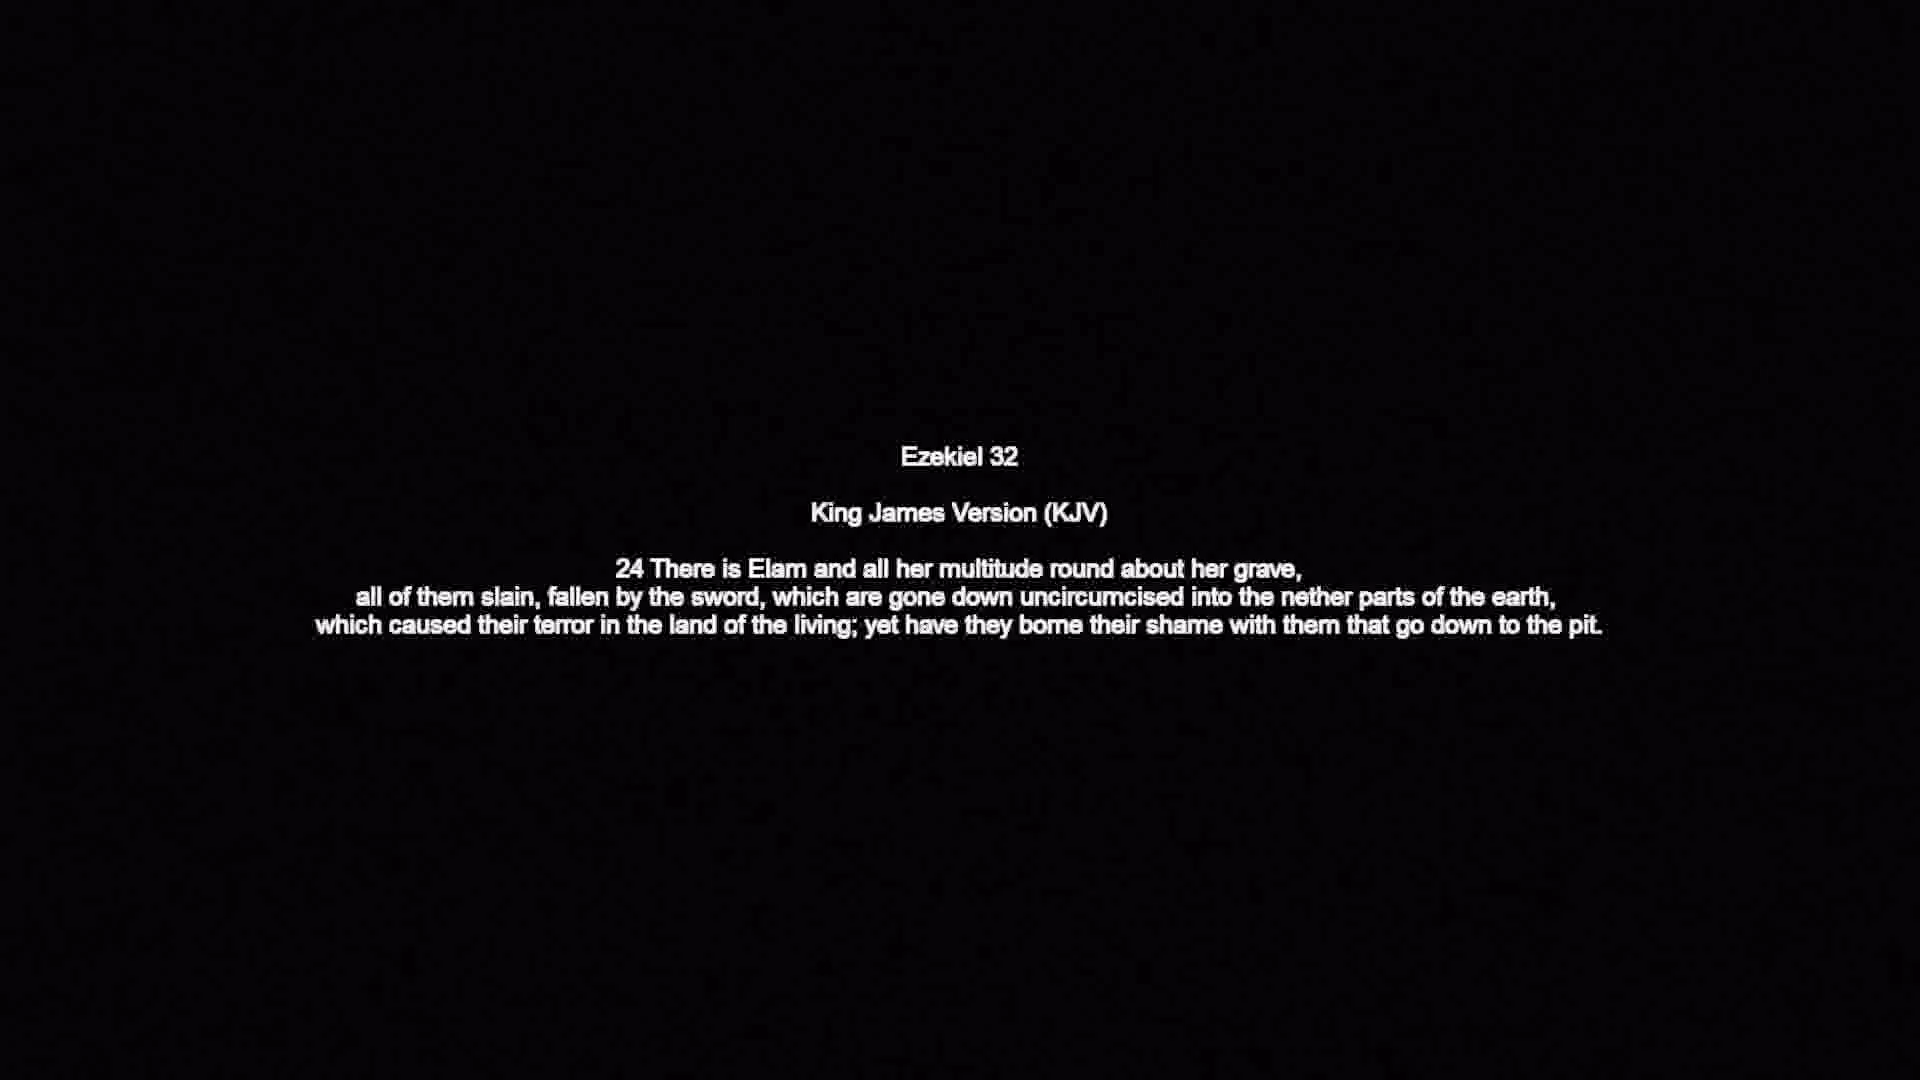 Ezekiel 32
King James Version (KJV)
24 There is Elam and all her multitude round about her grave,
all of them slain, fallen by the sword, which are gone down uncircumcised into the nether parts of the earth,
which caused their terror in the land of the living; yet have they borne their shame with them that go down to the pit.